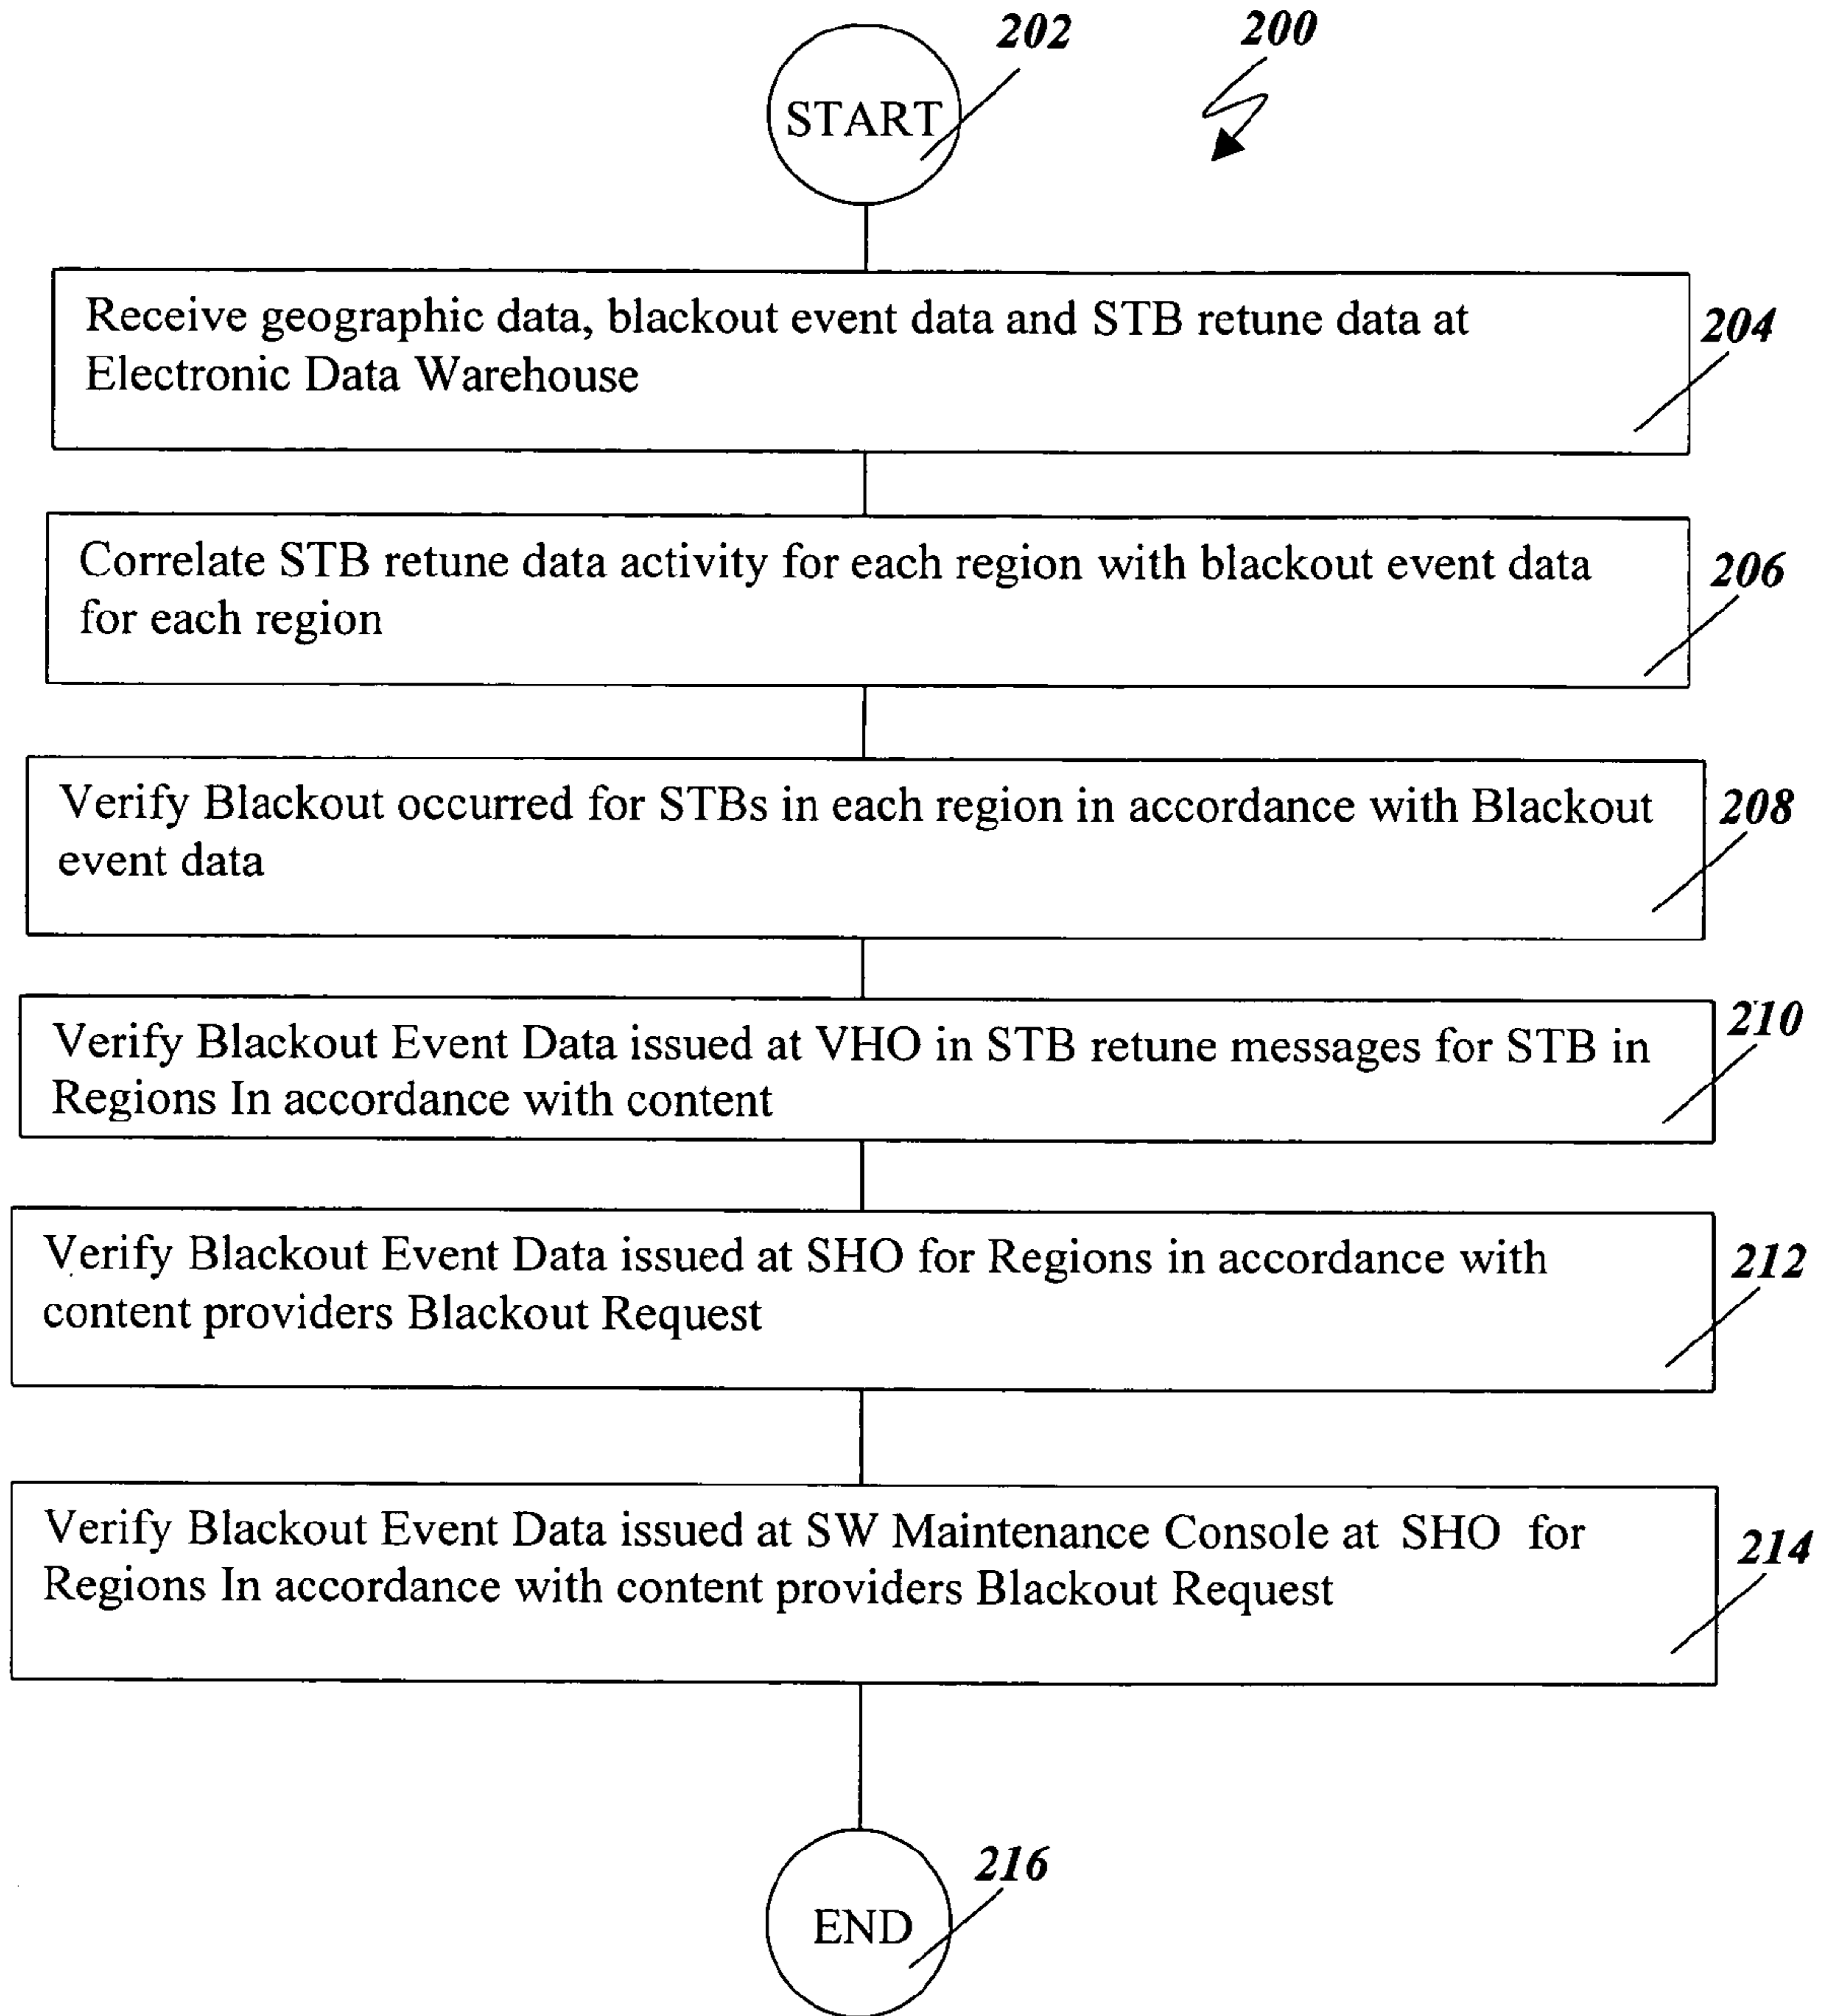 202
200
START
Receive geographic data, blackout event data and STB retune data at
Electronic Data Warehouse
204
Correlate STB retune data activity for each region with blackout event data
for each region
206
Verify Blackout occurred for STBs in each region in accordance with Blackout
event data
208
Verify Blackout Event Data issued at VHO in STB retune messages for STB in
Regions In accordance with content
210
Verify Blackout Event Data issued at SHO for Regions in accordance with
content providers Blackout Request
212
Verify Blackout Event Data issued at SW Maintenance Console at SHO for
Regions In accordance with content providers Blackout Request
214
216
END